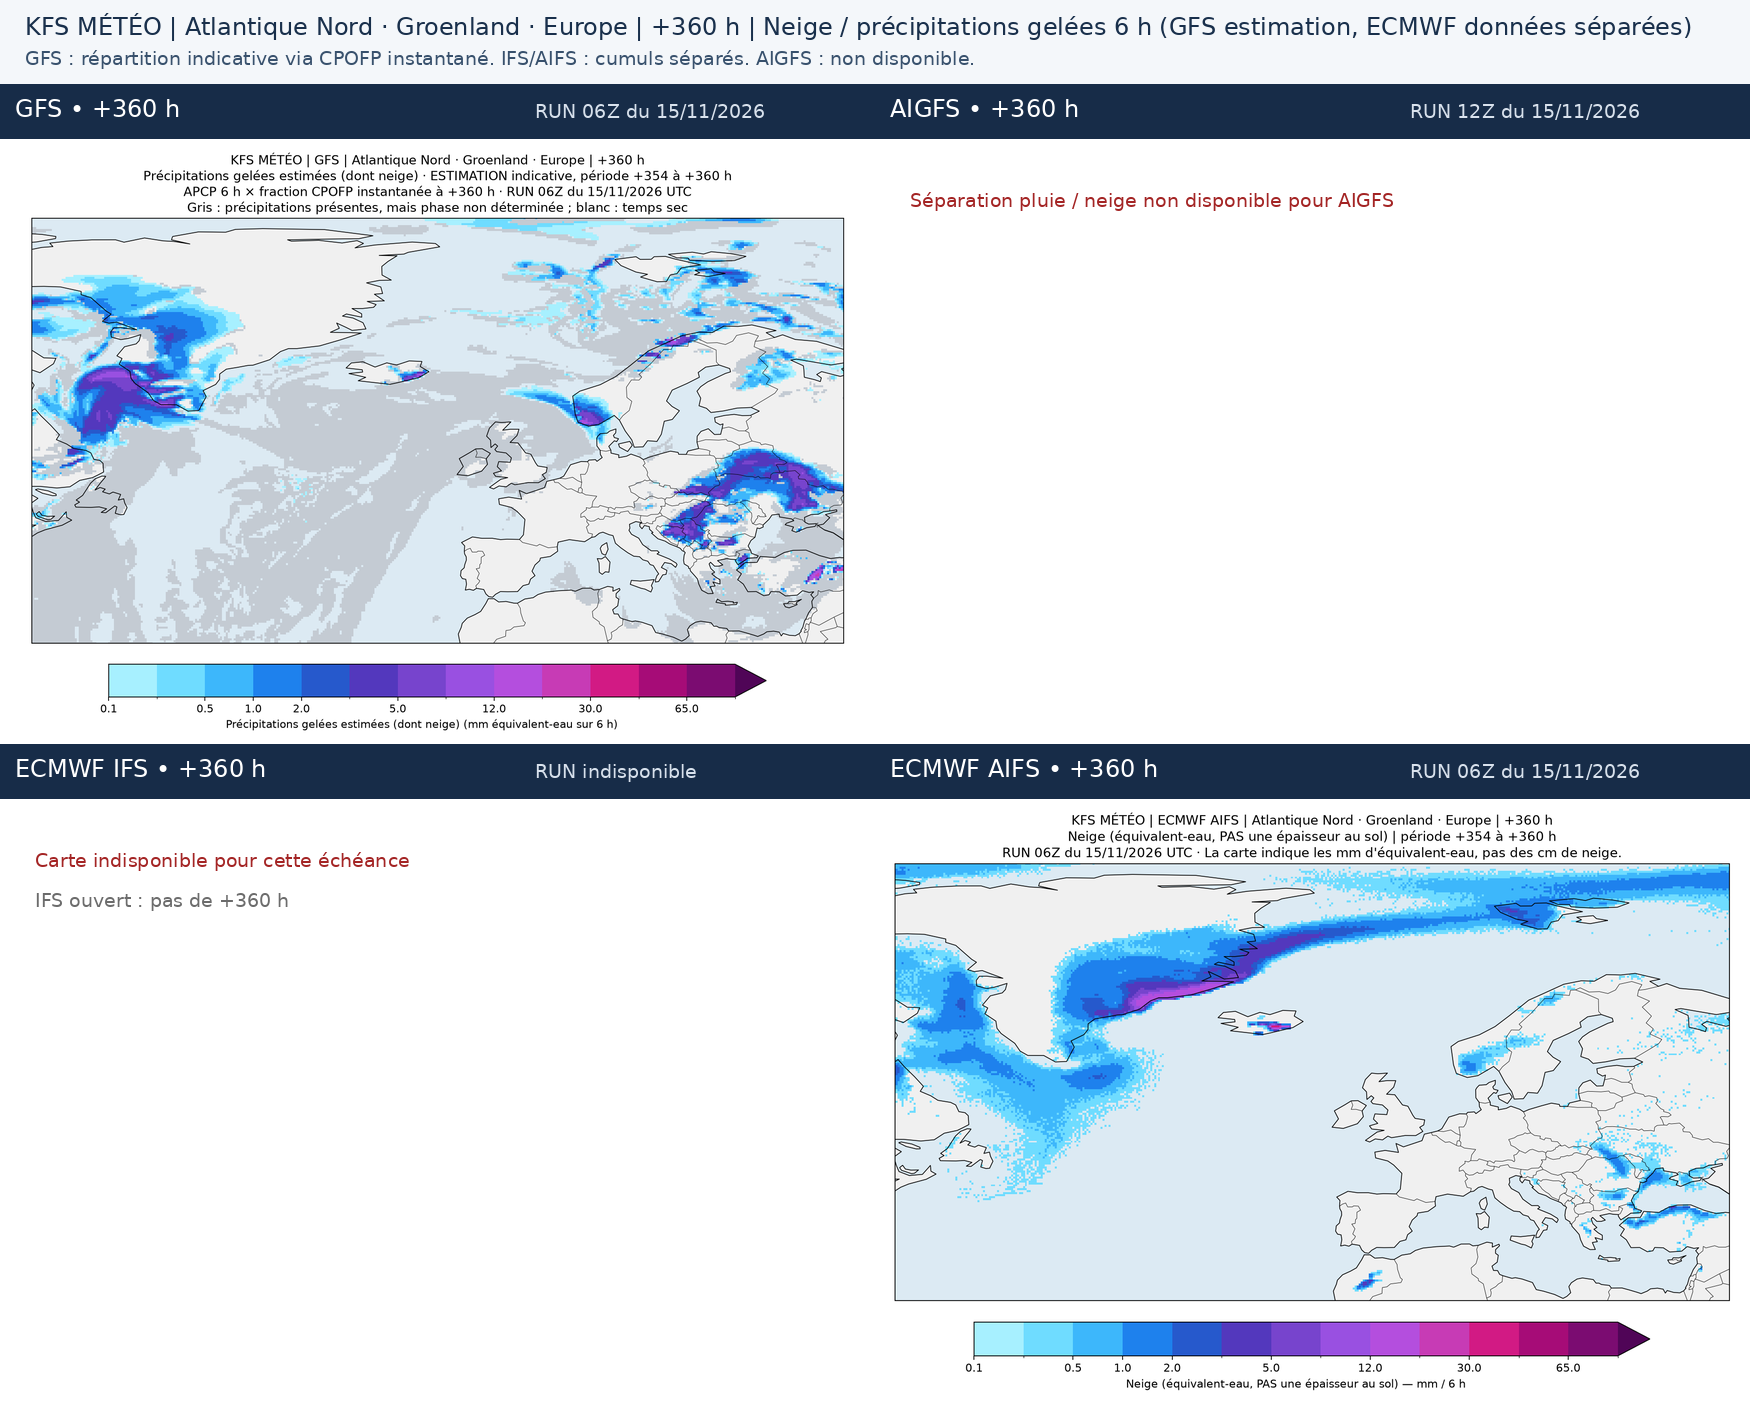 KFS MÉTÉO | Atlantique Nord · Groenland · Europe | +360 h | Neige / précipitations gelées 6 h (GFS estimation, ECMWF données séparées)
GFS : répartition indicative via CPOFP instantané. IFS/AIFS : cumuls séparés. AIGFS : non disponible.
GFS • +360 h
RUN 06Z du 15/11/2026
KFS MÉTÉO | GFS | Atlantique Nord · Groenland · Europe | +360 h
Précipitations gelées estimées (dont neige) · ESTIMATION indicative, période +354 à +360 h
APCP 6 h × fraction CPOFP instantanée à +360 h · RUN 06Z du 15/11/2026 UTC
Gris : précipitations présentes, mais phase non déterminée ; blanc : temps sec
0.1 0.5 1.0 2.0 5.0 12.0 30.0 65.0
Précipitations gelées estimées (dont neige) (mm équivalent-eau sur 6 h)
AIGFS • +360 h
RUN 12Z du 15/11/2026
Séparation pluie / neige non disponible pour AIGFS
ECMWF IFS • +360 h
RUN indisponible
Carte indisponible pour cette échéance
IFS ouvert : pas de +360 h
ECMWF AIFS • +360 h
RUN 06Z du 15/11/2026
KFS MÉTÉO | ECMWF AIFS | Atlantique Nord · Groenland · Europe | +360 h
Neige (équivalent-eau, PAS une épaisseur au sol) | période +354 à +360 h
RUN 06Z du 15/11/2026 UTC · La carte indique les mm d'équivalent-eau, pas des cm de neige.
0.1 0.5 1.0 2.0 5.0 12.0 30.0 65.0
Neige (équivalent-eau, PAS une épaisseur au sol) — mm / 6 h